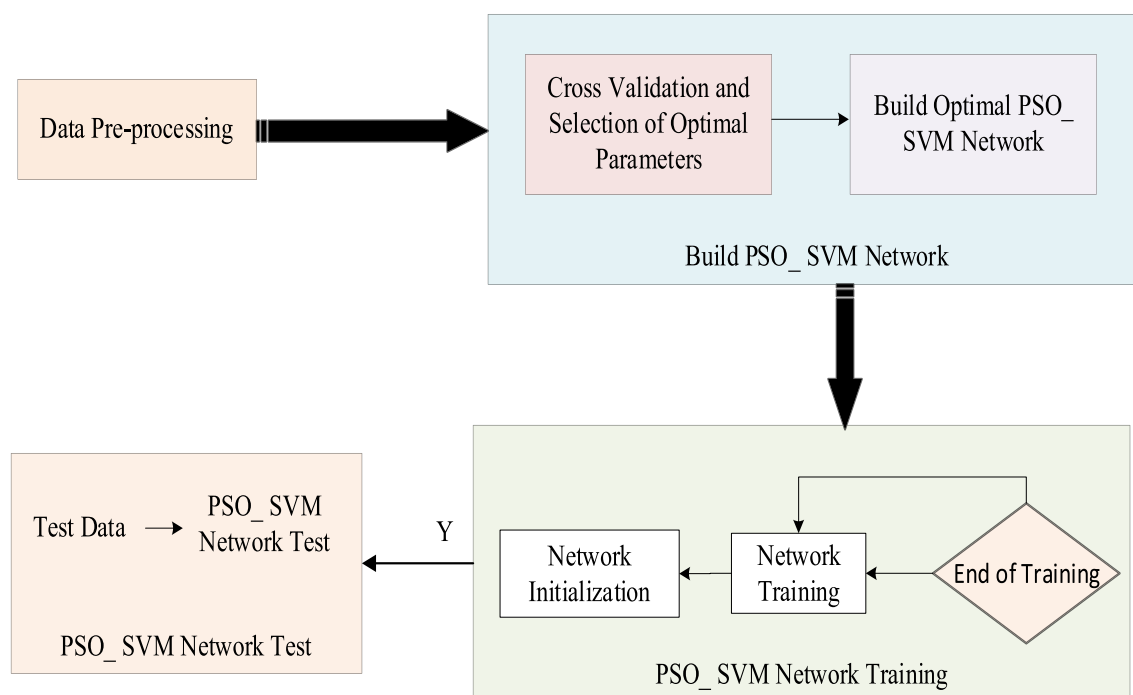 Data Pre-processing
Cross Validation and
Selection of Optimal
Parameters
Build Optimal PSO_
SVM Network
Build PSO_ SVM Network
Test Data
PSO_ SVM
Network Test
PSO_ SVM Network Test
Y
Network
Initialization
Network
Training
End of Training
PSO_ SVM Network Training